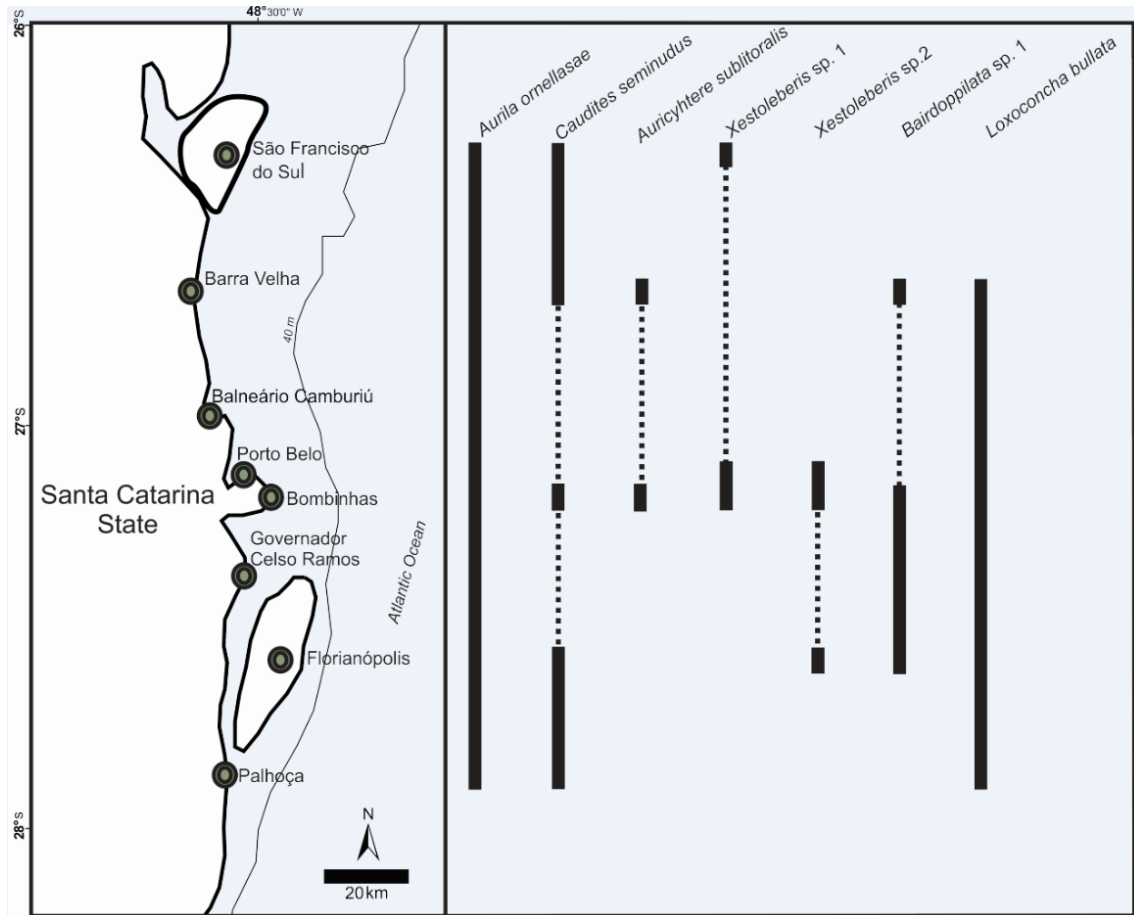 48°30'0" W
26°S
Aurila ornellasae
Caudites seminudus
Auricyhtere sublitoralis
Xestoleberis sp. 1
Xestoleberis sp.2
Bairdoppilata sp. 1
Loxoconcha bullata
São Francisco
do Sul
Barra Velha
40 m
Balneário Camburiú
27°S
Porto Belo
Santa Catarina
State
Bombinhas
Governador
Celso Ramos
Atlantic Ocean
Florianópolis
Palhoça
N
28°S
20km